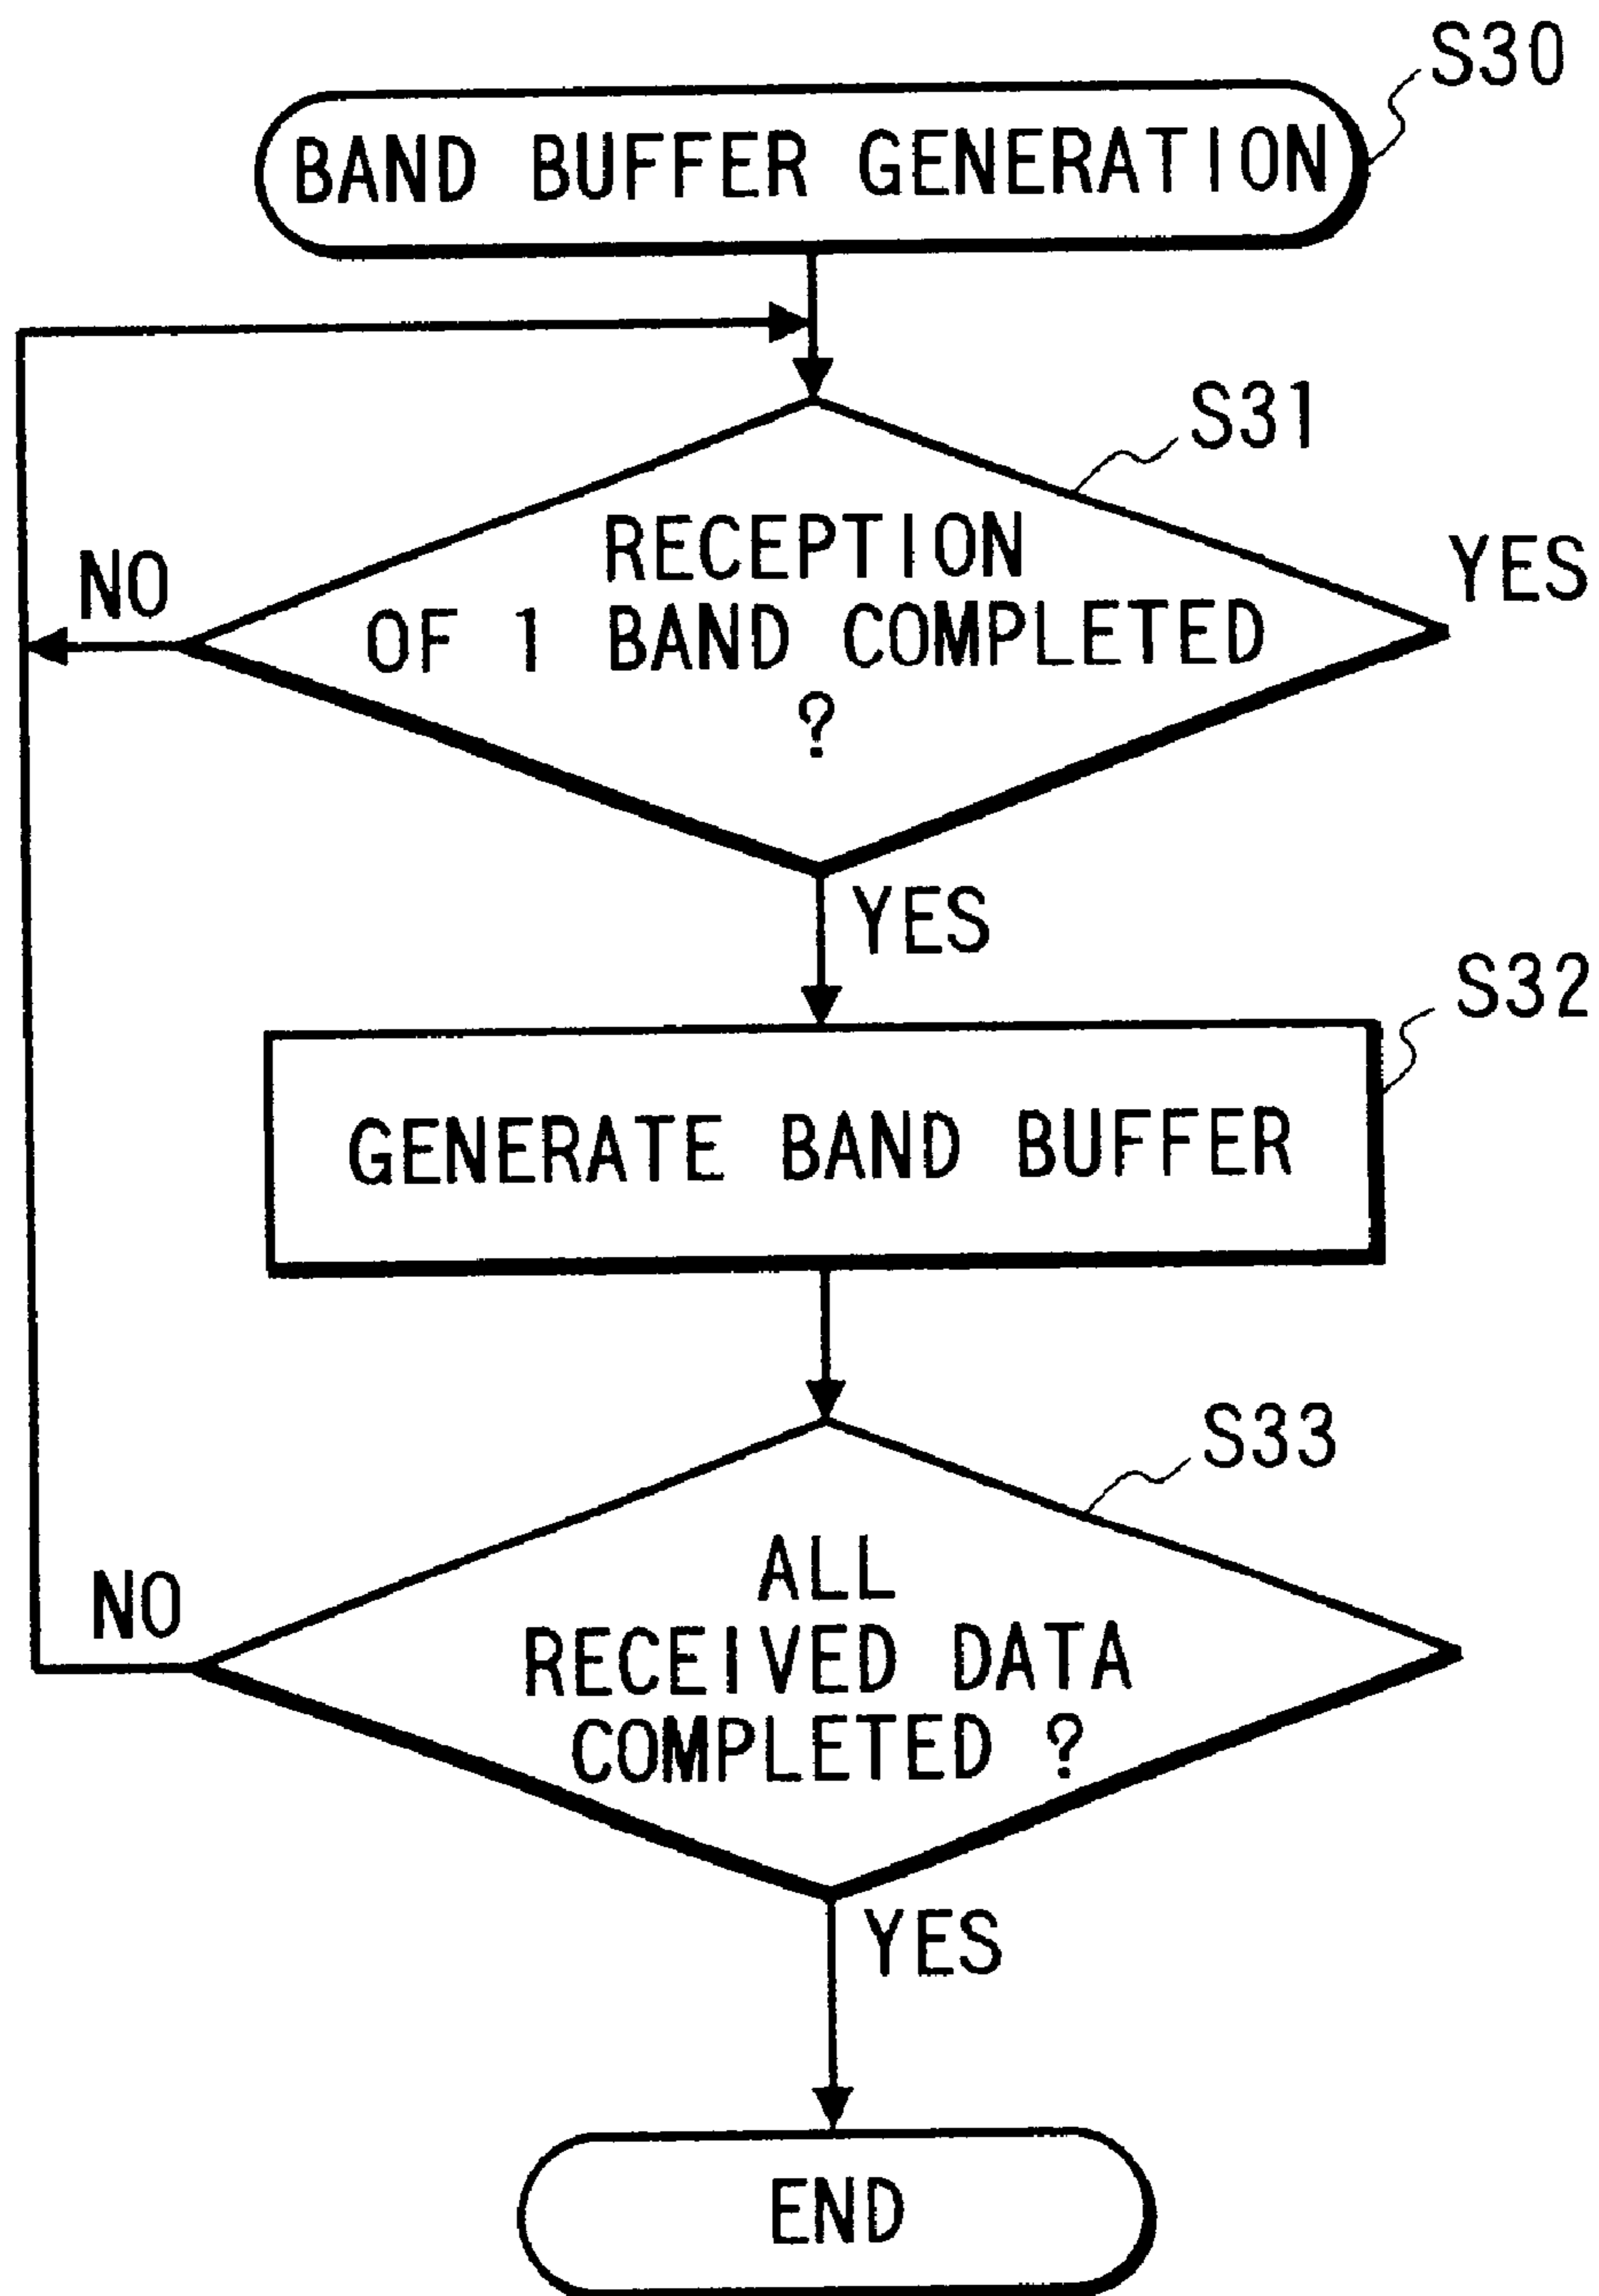 S30
BAND BUFFER GENERATION
S31
RECEPTION
OF 1 BAND COMPLETED
?
NO
YES
YES
S32
GENERATE BAND BUFFER
S33
ALL
RECEIVED DATA
COMPLETED ?
NO
YES
END